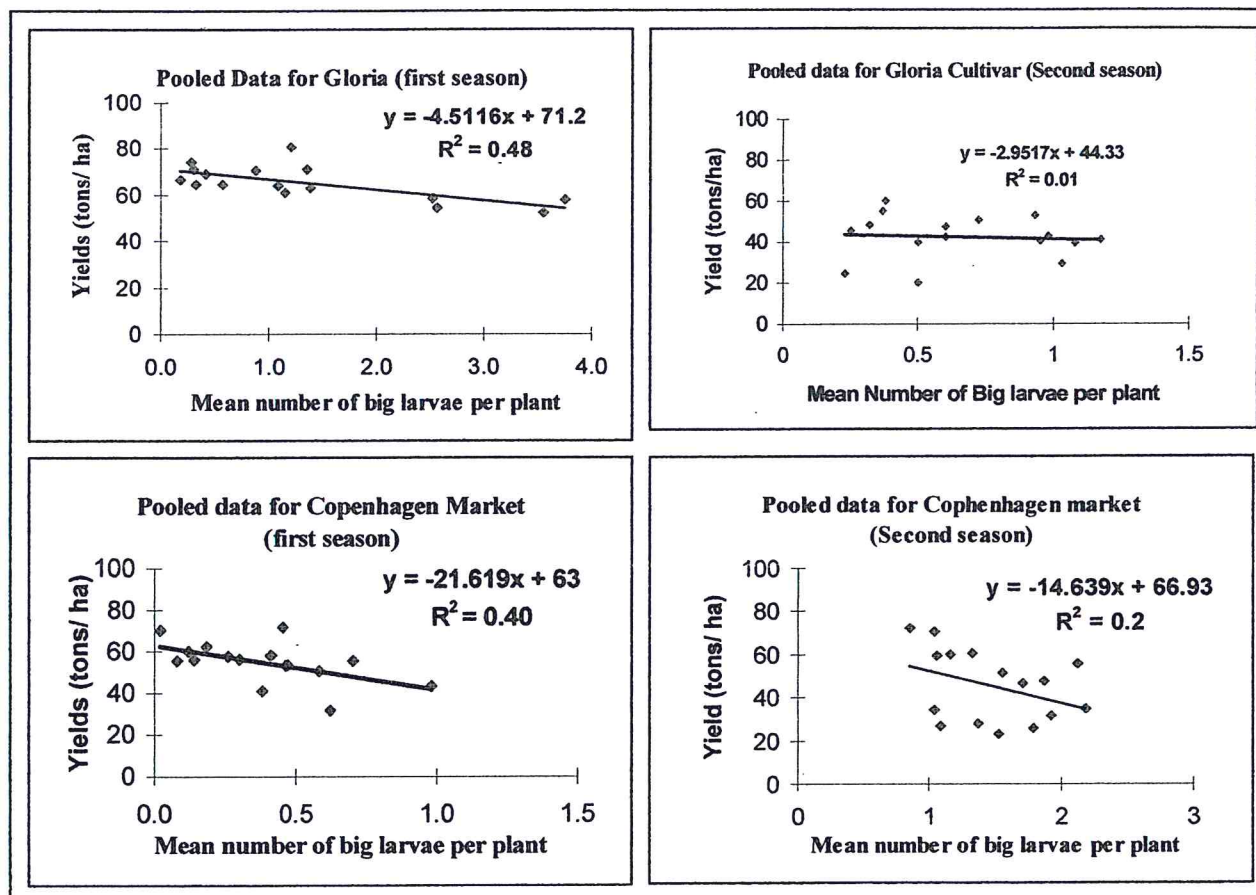 Pooled Data for Gloria (first season)
y = -4.5116x + 71.2
R² = 0.48
Yields (tons/ ha)
100
80
60
40
20
0
0.0 1.0 2.0 3.0 4.0
Mean number of big larvae per plant
Pooled data for Gloria Cultivar (Second season)
y = -2.9517x + 44.33
R² = 0.01
Yield (tons/ha)
100
80
60
40
20
0
0 0.5 1 1.5
Mean Number of Big larvae per plant
Pooled data for Copenhagen Market
(first season)
y = -21.619x + 63
R² = 0.40
Yields (tons/ ha)
100
80
60
40
20
0
0.0 0.5 1.0 1.5
Mean number of big larvae per plant
Pooled data for Cophenhagen market
(Second season)
y = -14.639x + 66.93
R² = 0.2
Yield (tons/ ha)
100
80
60
40
20
0
0 1 2 3
Mean number of big larvae per plant